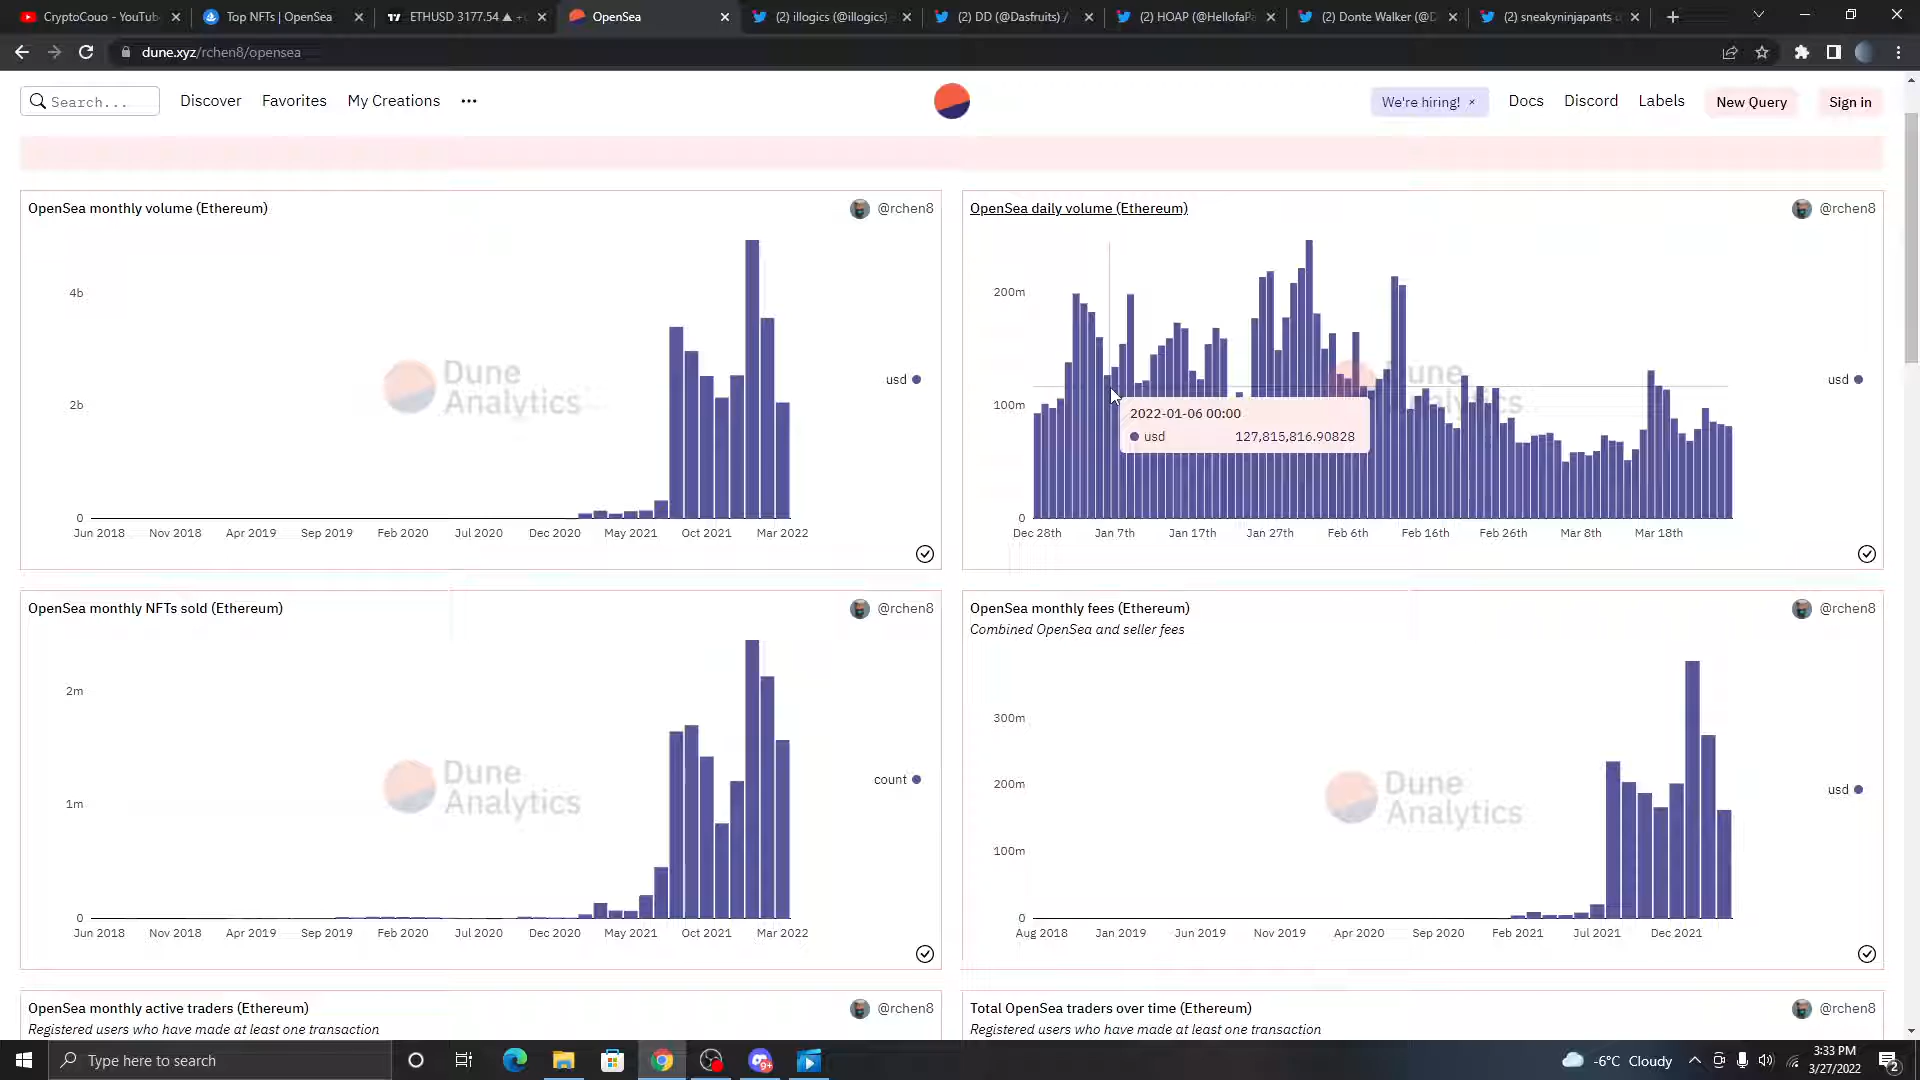 CryptoCouo - YouTub
Top NFTs | OpenSea
ETHUSD 3177.54 ▲ +
OpenSea
(2) illogics (@illogics)
(2) DD (@Dasfruits) /
(2) HOAP (@HellofaPa
(2) Donte Walker (@D
(2) sneakyninjapants
dune.xyz/rchen8/opensea
Search...
Discover
Favorites
My Creations
We're hiring! ×
Docs
Discord
Labels
New Query
Sign in
OpenSea monthly volume (Ethereum)
@rchen8
4b
2b
0
Dune
Analytics
usd
Jun 2018 Nov 2018 Apr 2019 Sep 2019 Feb 2020 Jul 2020 Dec 2020 May 2021 Oct 2021 Mar 2022
OpenSea daily volume (Ethereum)
@rchen8
200m
100m
0
Dune
Analytics
2022-01-06 00:00
usd 127,815,816.90828
usd
Dec 28th Jan 7th Jan 17th Jan 27th Feb 6th Feb 16th Feb 26th Mar 8th Mar 18th
OpenSea monthly NFTs sold (Ethereum)
@rchen8
2m
1m
0
Dune
Analytics
count
Jun 2018 Nov 2018 Apr 2019 Sep 2019 Feb 2020 Jul 2020 Dec 2020 May 2021 Oct 2021 Mar 2022
OpenSea monthly fees (Ethereum)
@rchen8
Combined OpenSea and seller fees
300m
200m
100m
0
Dune
Analytics
usd
Aug 2018 Jan 2019 Jun 2019 Nov 2019 Apr 2020 Sep 2020 Feb 2021 Jul 2021 Dec 2021
OpenSea monthly active traders (Ethereum)
@rchen8
Registered users who have made at least one transaction
Total OpenSea traders over time (Ethereum)
@rchen8
Registered users who have made at least one transaction
Type here to search
-6°C Cloudy
3:33 PM
3/27/2022
2